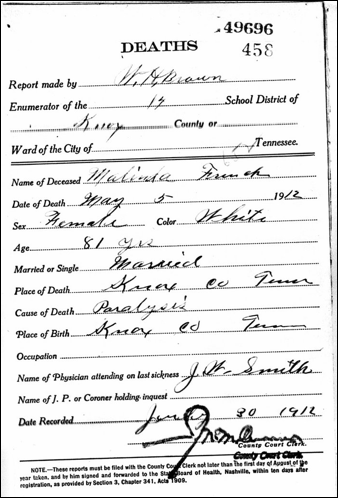 49696
DEATHS 458
Report made by W. H. Brown
Enumerator of the 14 School District of
Knox County or
Ward of the City of Tennessee.
Name of Deceased Malinda French
Date of Death May 5 1912
Sex Female Color White
Age 81 yrs
Married or Single Married
Place of Death Knox Co Tenn
Cause of Death Paralysis
Place of Birth Knox Co Tenn
Occupation
Name of Physician attending on last sickness J. W. Smith
Name of J. P. or Coroner holding inquest
Date Recorded June 30 1912
County Court Clerk.
County Court Clerk.
NOTE.—These reports must be filed with the County Court Clerk not later than the first day of August of the
year taken, and by him signed and forwarded to the State Board of Health, Nashville, within ten days after
registration, as provided by Section 3, Chapter 341, Acts 1909.